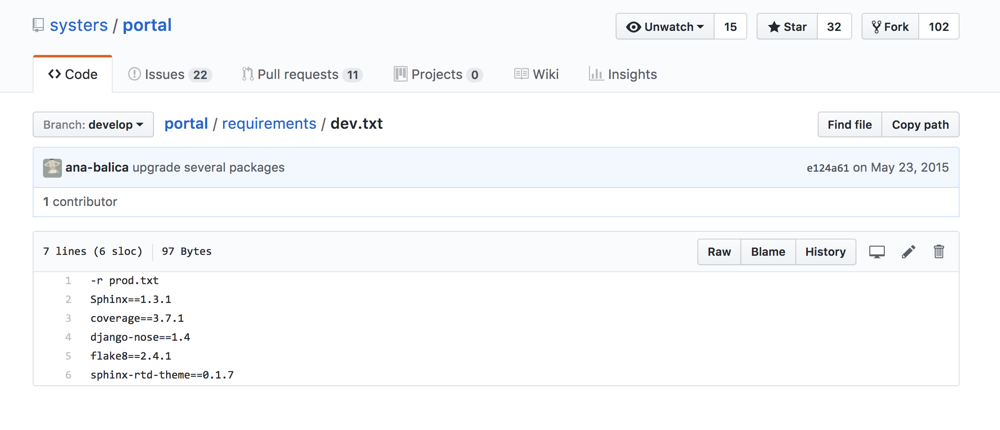 systers / portal
Unwatch 15 Star 32 Fork 102
Code Issues 22 Pull requests 11 Projects 0 Wiki Insights
Branch: develop portal / requirements / dev.txt Find file Copy path
ana-balica upgrade several packages e124a61 on May 23, 2015
1 contributor
7 lines (6 sloc) 97 Bytes Raw Blame History
1 -r prod.txt
2 Sphinx==1.3.1
3 coverage==3.7.1
4 django-nose==1.4
5 flake8==2.4.1
6 sphinx-rtd-theme==0.1.7